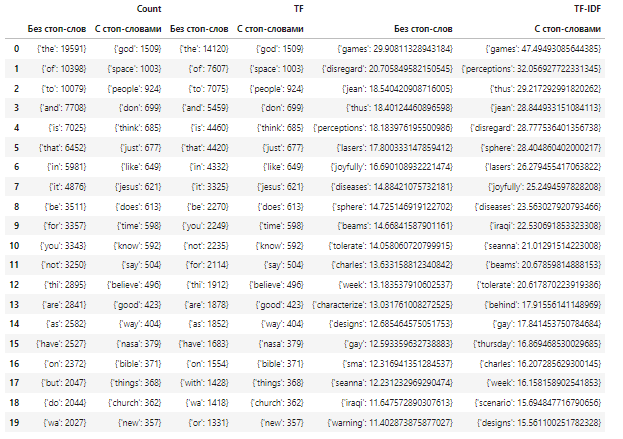 Count TF TF-IDF
Без стоп-слов С стоп-словами Без стоп-слов С стоп-словами Без стоп-слов С стоп-словами
0 {'the': 19591} {'god': 1509} {'the': 14120} {'god': 1509} {'games': 29.90811328943184} {'games': 47.49493085644385}
1 {'of': 10398} {'space': 1003} {'of': 7607} {'space': 1003} {'disregard': 20.705849582150545} {'perceptions': 32.056927722331345}
2 {'to': 10079} {'people': 924} {'to': 7075} {'people': 924} {'jean': 18.540420908716005} {'thus': 29.217292991820262}
3 {'and': 7708} {'don': 699} {'and': 5459} {'don': 699} {'thus': 18.40124460896598} {'jean': 28.844933151084113}
4 {'is': 7025} {'think': 685} {'is': 4460} {'think': 685} {'perceptions': 18.183976195500986} {'disregard': 28.777536401356738}
5 {'that': 6452} {'just': 677} {'that': 4420} {'just': 677} {'lasers': 17.800333147859412} {'sphere': 28.404860402000217}
6 {'in': 5981} {'like': 649} {'in': 4332} {'like': 649} {'joyfully': 16.690108932221474} {'lasers': 26.279455417063822}
7 {'it': 4876} {'jesus': 621} {'it': 3325} {'jesus': 621} {'diseases': 14.88421075732181} {'joyfully': 25.2494597828208}
8 {'be': 3511} {'does': 613} {'be': 2270} {'does': 613} {'sphere': 14.725146919122702} {'diseases': 23.563027920793466}
9 {'for': 3357} {'time': 598} {'you': 2249} {'time': 598} {'beams': 14.66841587901161} {'iraqi': 22.530691853323308}
10 {'you': 3343} {'know': 592} {'not': 2235} {'know': 592} {'tolerate': 14.058060720799915} {'seanna': 21.01291514223008}
11 {'not': 3250} {'say': 504} {'for': 2114} {'say': 504} {'charles': 13.633158812340842} {'beams': 20.67859814888153}
12 {'thi': 2895} {'believe': 496} {'thi': 1912} {'believe': 496} {'week': 13.183537910602537} {'tolerate': 20.617870223919386}
13 {'are': 2841} {'good': 423} {'are': 1878} {'good': 423} {'characterize': 13.031761008272525} {'behind': 17.91556141148969}
14 {'as': 2582} {'way': 404} {'as': 1852} {'way': 404} {'designs': 12.685464575051753} {'gay': 17.841453750784684}
15 {'have': 2527} {'nasa': 379} {'have': 1683} {'nasa': 379} {'gay': 12.593359632738883} {'thursday': 16.869468530029685}
16 {'on': 2372} {'bible': 371} {'on': 1554} {'bible': 371} {'sma': 12.316941351284537} {'charles': 16.207285629300145}
17 {'but': 2047} {'things': 368} {'with': 1428} {'things': 368} {'seanna': 12.231232969290474} {'week': 16.158158902541853}
18 {'do': 2044} {'church': 362} {'wa': 1418} {'church': 362} {'iraqi': 11.647572890307613} {'scenario': 15.694847716790656}
19 {'wa': 2027} {'new': 357} {'or': 1331} {'new': 357} {'warning': 11.402873875877027} {'designs': 15.561100251782328}